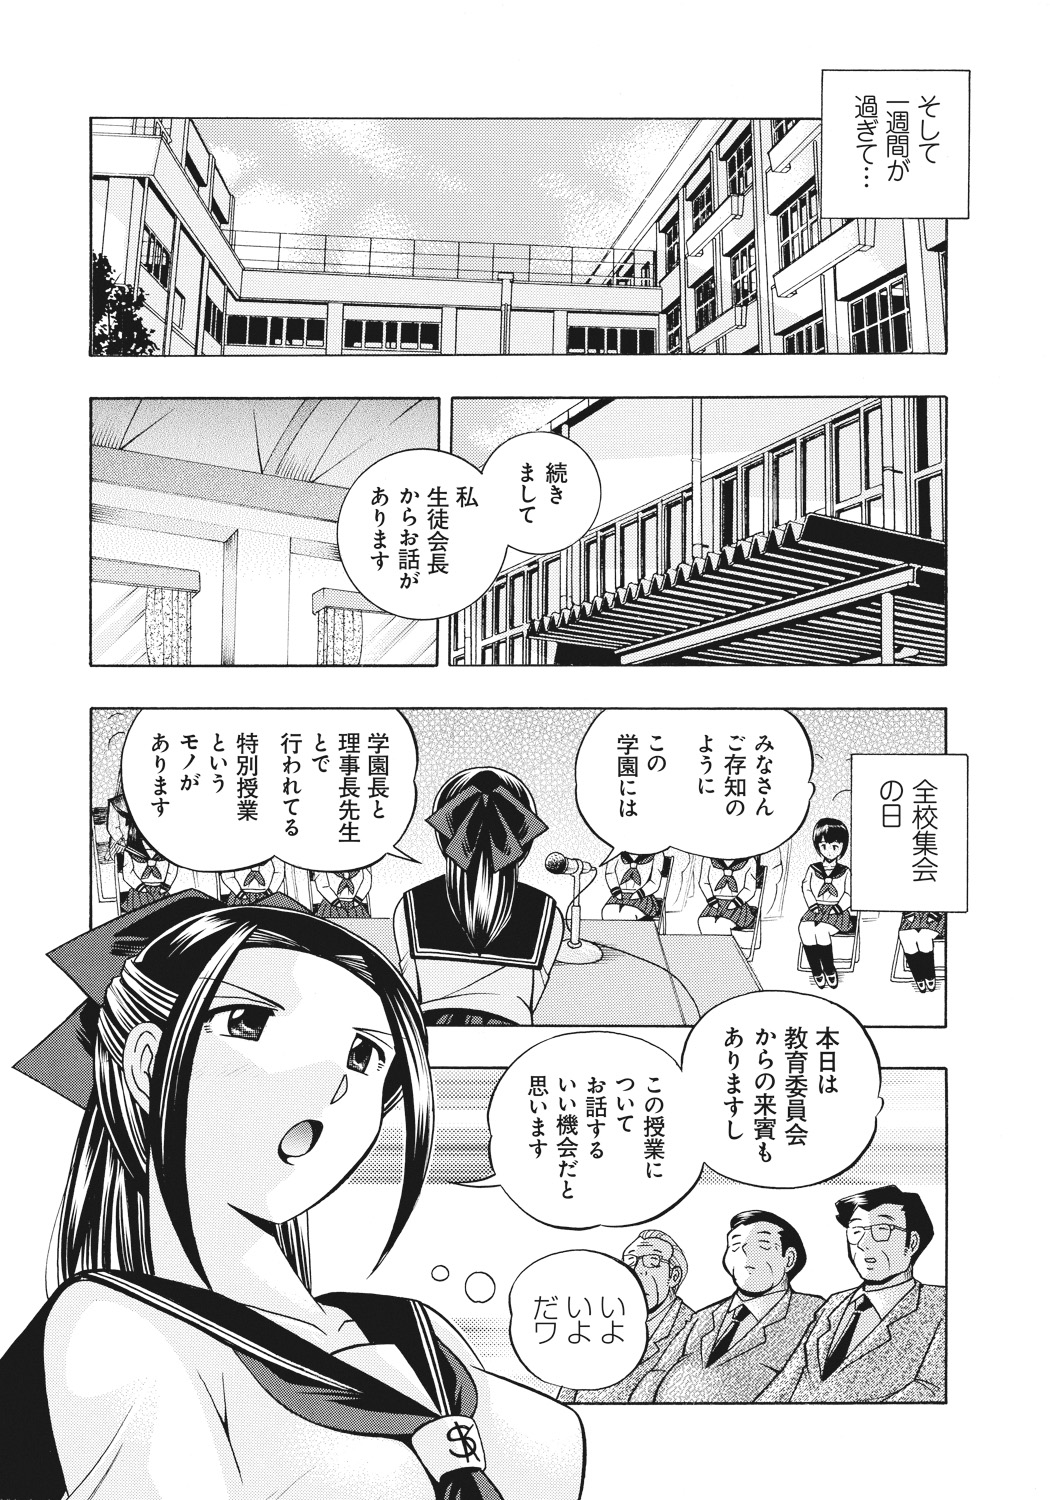 そして
一週間が
過ぎて…
続き
まして
私
生徒会長
からお話が
あります
全校集会
の日
みなさん
ご存知の
ように
この
学園には
学園長と
理事長先生
とで
行われてる
特別授業
という
モノが
あります
本日は
教育委員会
からの来賓も
ありますし
この授業に
ついて
お話する
いい機会だと
思います
いよ
いよ
だワ
$